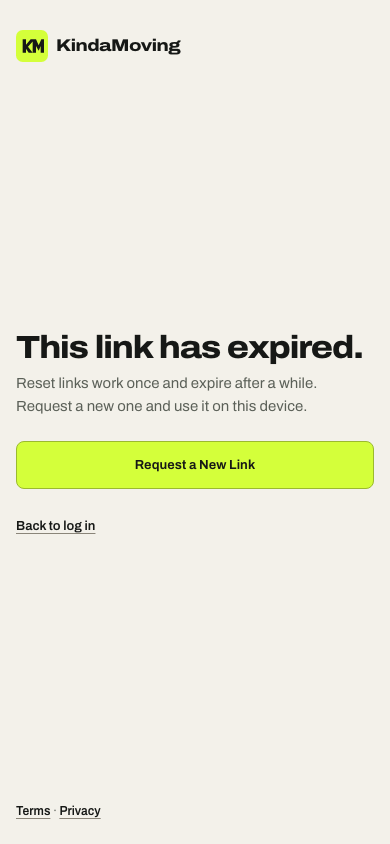 KM KindaMoving
This link has expired.
Reset links work once and expire after a while.
Request a new one and use it on this device.
Request a New Link
Back to log in
Terms · Privacy